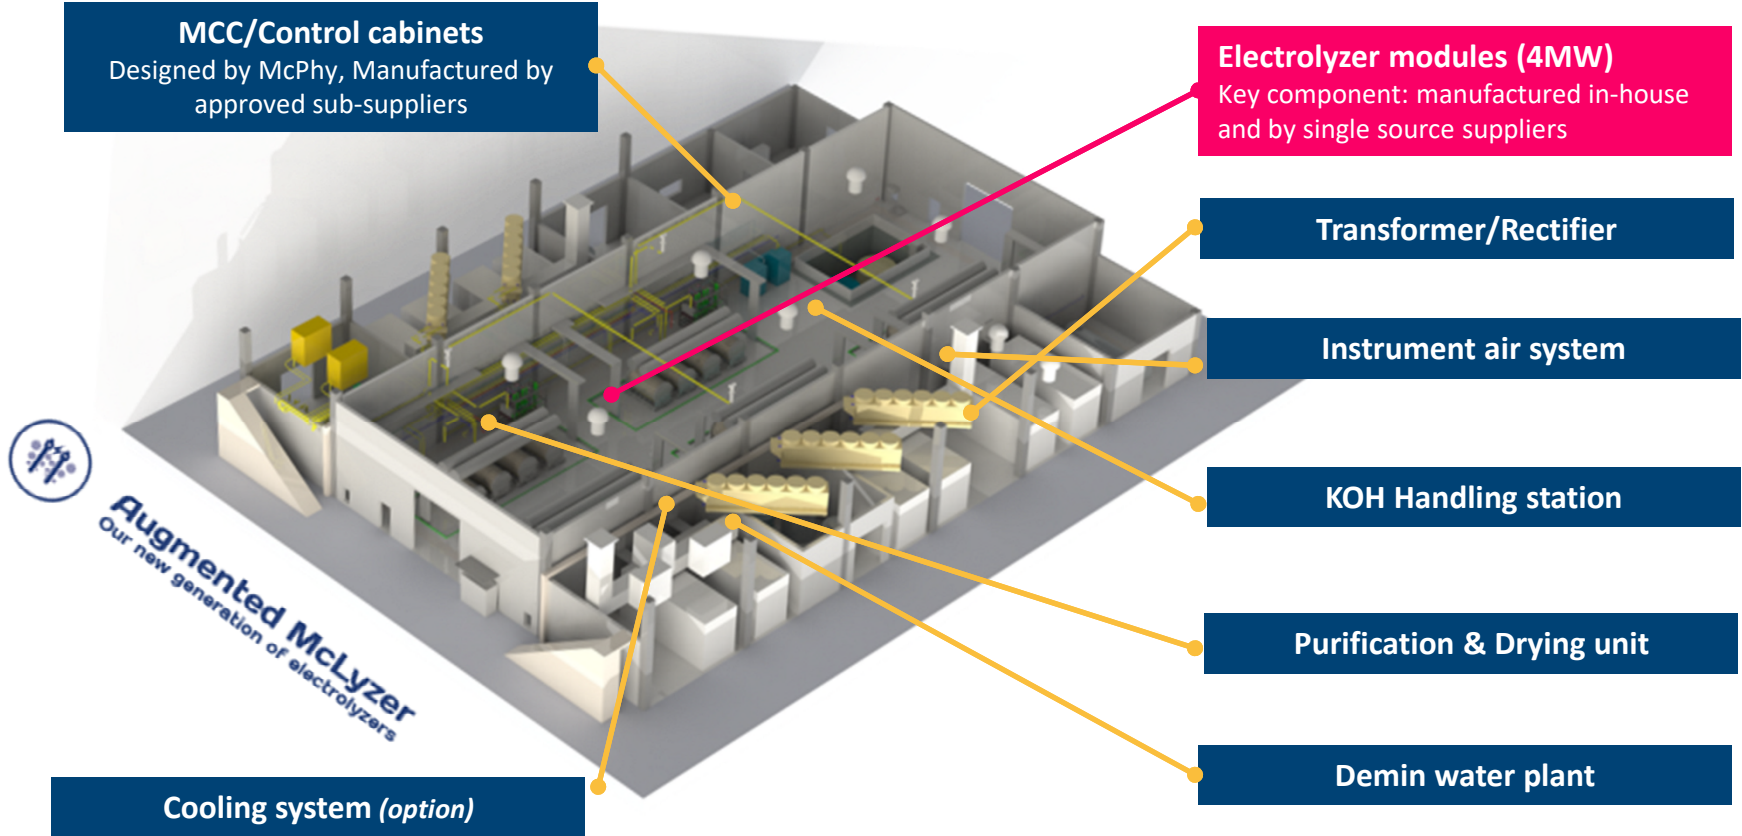 MCC/Control cabinets
Designed by McPhy, Manufactured by
approved sub-suppliers
Electrolyzer modules (4MW)
Key component: manufactured in-house
and by single source suppliers
Transformer/Rectifier
Instrument air system
KOH Handling station
Purification & Drying unit
Demin water plant
Cooling system (option)
Augmented McLyzer
Our new generation of electrolyzers